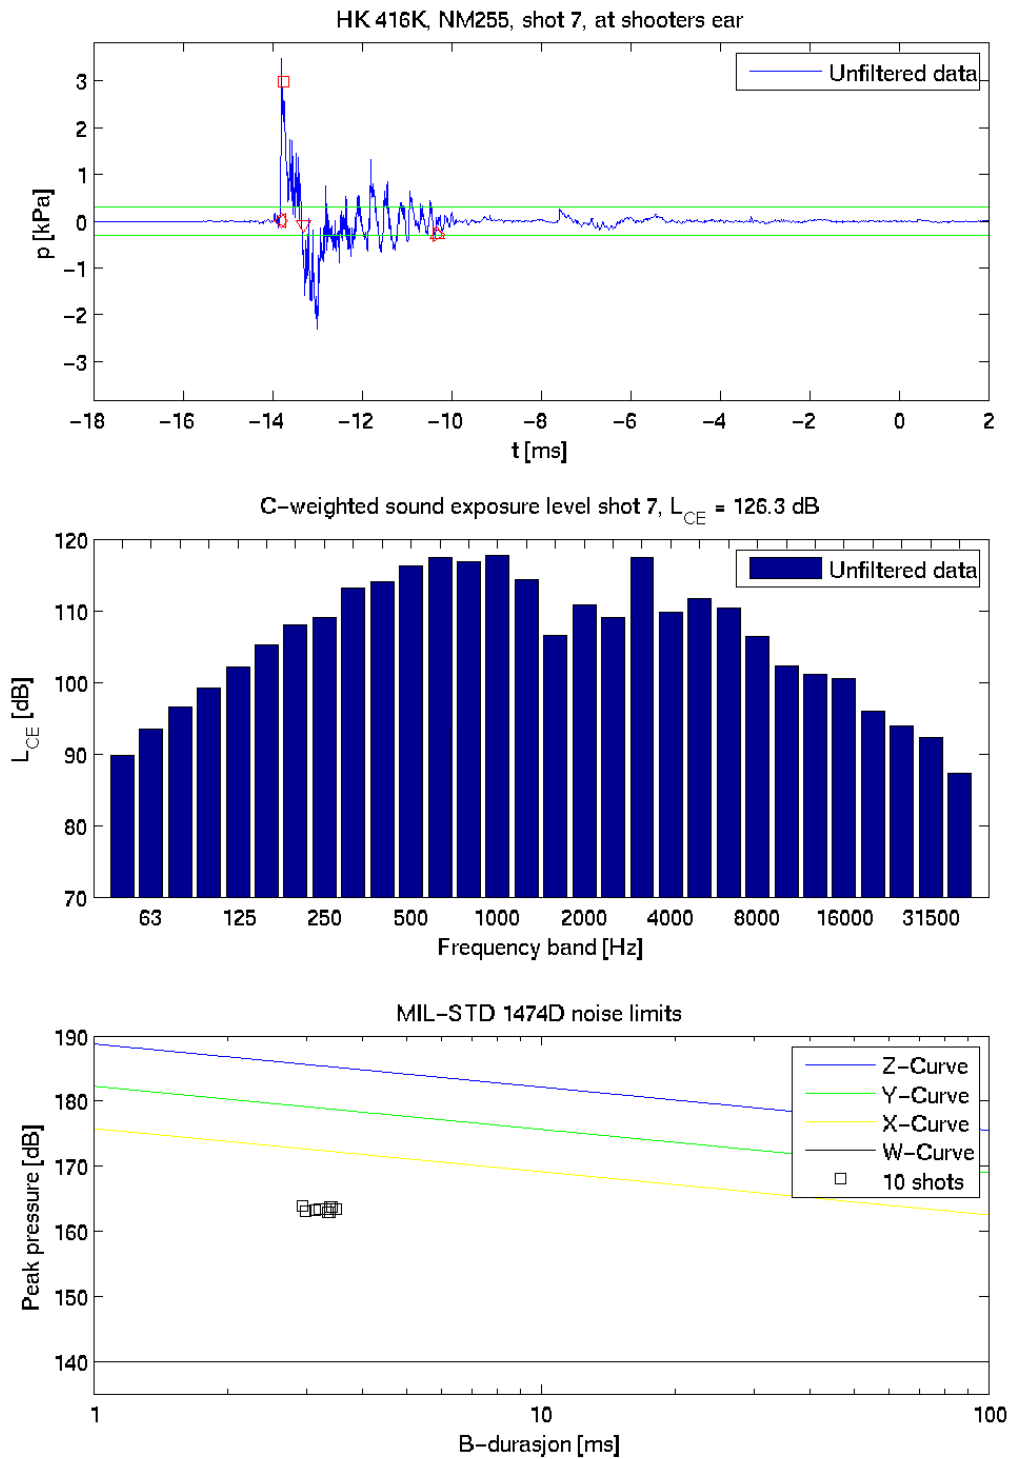 HK 416K, NM255, shot 7, at shooters ear
Unfiltered data
p [kPa]
3
2
1
0
−1
−2
−3
−18 −16 −14 −12 −10 −8 −6 −4 −2 0 2
t [ms]
C−weighted sound exposure level shot 7, L_CE = 126.3 dB
Unfiltered data
L_CE [dB]
120
110
100
90
80
70
63 125 250 500 1000 2000 4000 8000 16000 31500
Frequency band [Hz]
MIL−STD 1474D noise limits
Z−Curve
Y−Curve
X−Curve
W−Curve
10 shots
Peak pressure [dB]
190
180
170
160
150
140
1 10 100
B−durasjon [ms]